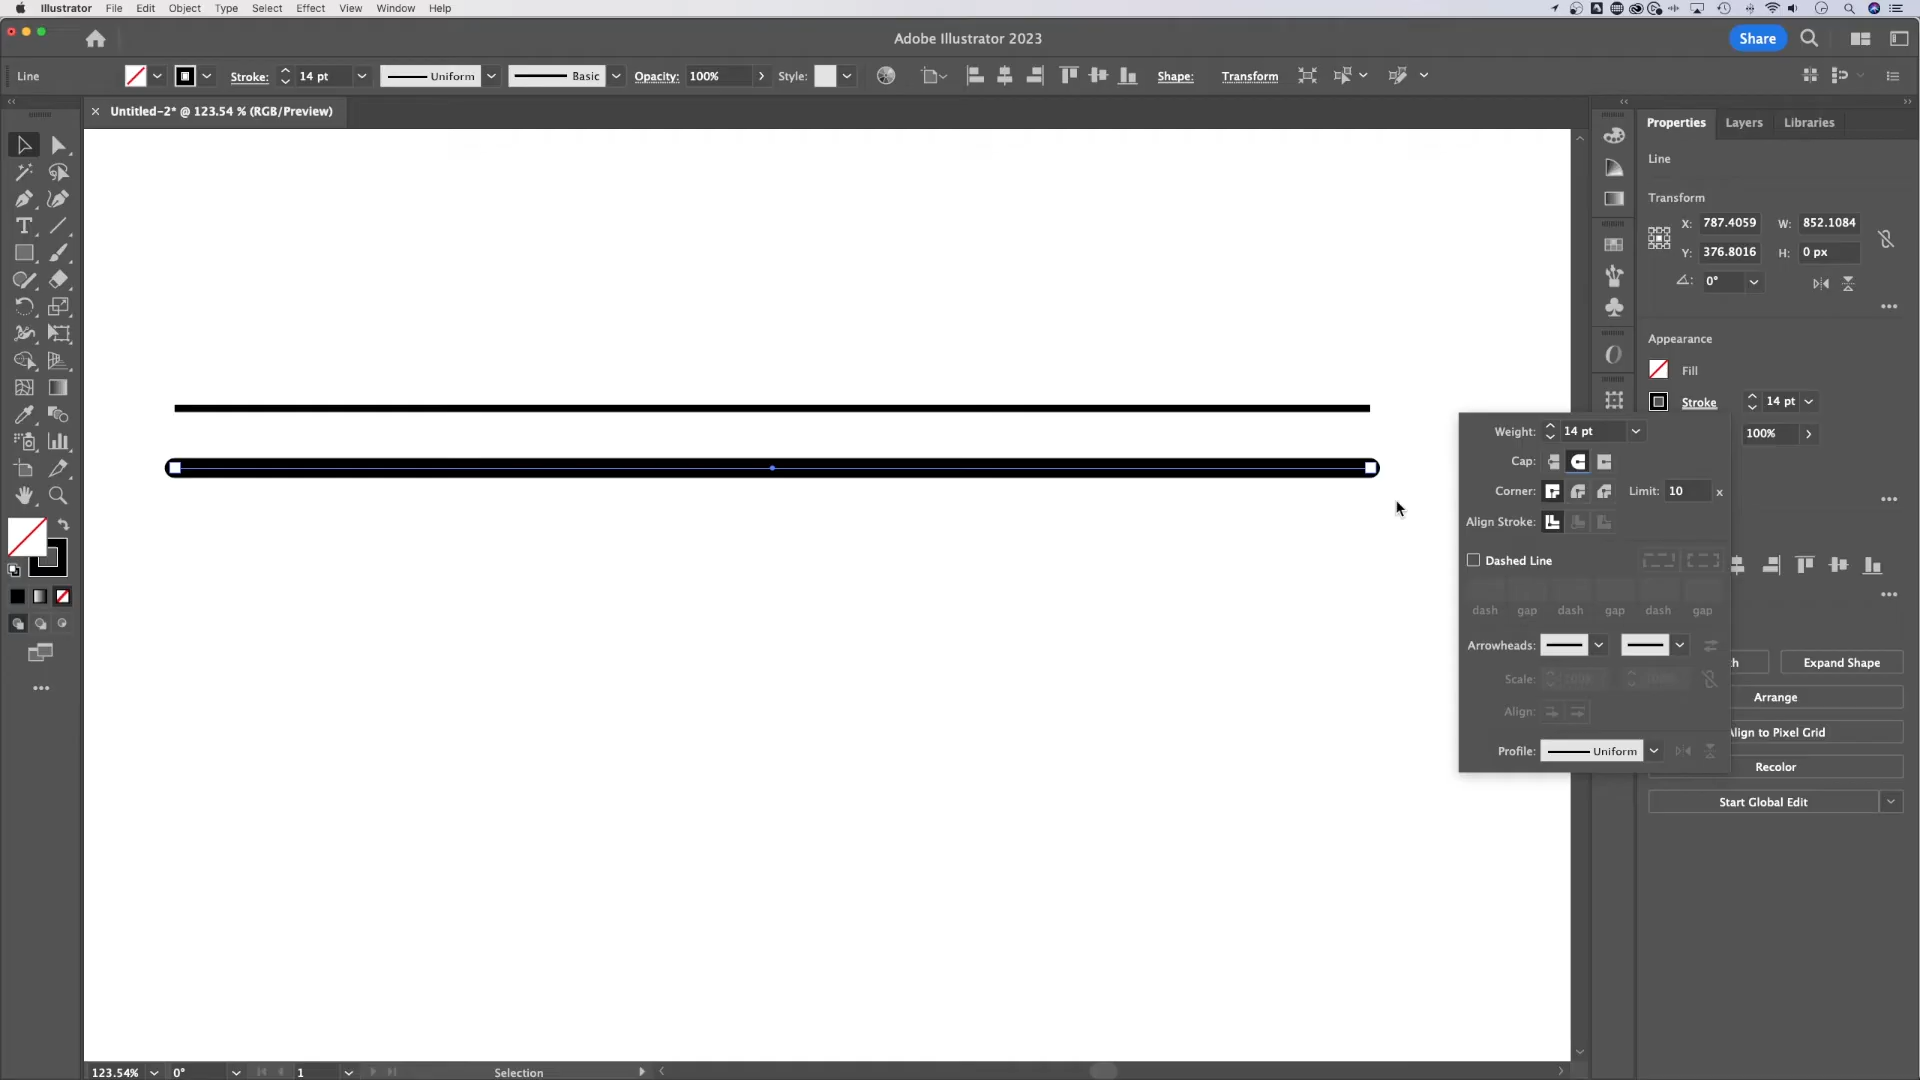 Illustrator File Edit Object Type Select Effect View Window Help
Adobe Illustrator 2023
Share
Line
Stroke: 14 pt
Uniform
Basic
Opacity: 100%
Style:
Shape:
Transform
× Untitled-2* @ 123.54 % (RGB/Preview)
Properties Layers Libraries
Line
Transform
X: 787.4059 W: 852.1084
Y: 376.8016 H: 0 px
0°
Appearance
Fill
Stroke 14 pt
100%
Weight: 14 pt
Cap:
Corner: Limit: 10 x
Align Stroke:
Dashed Line
dash gap dash gap dash gap
Arrowheads:
Scale: 100% 100%
Align:
Profile: Uniform
Expand Shape
Arrange
lign to Pixel Grid
Recolor
Start Global Edit
123.54% 0° 1 Selection